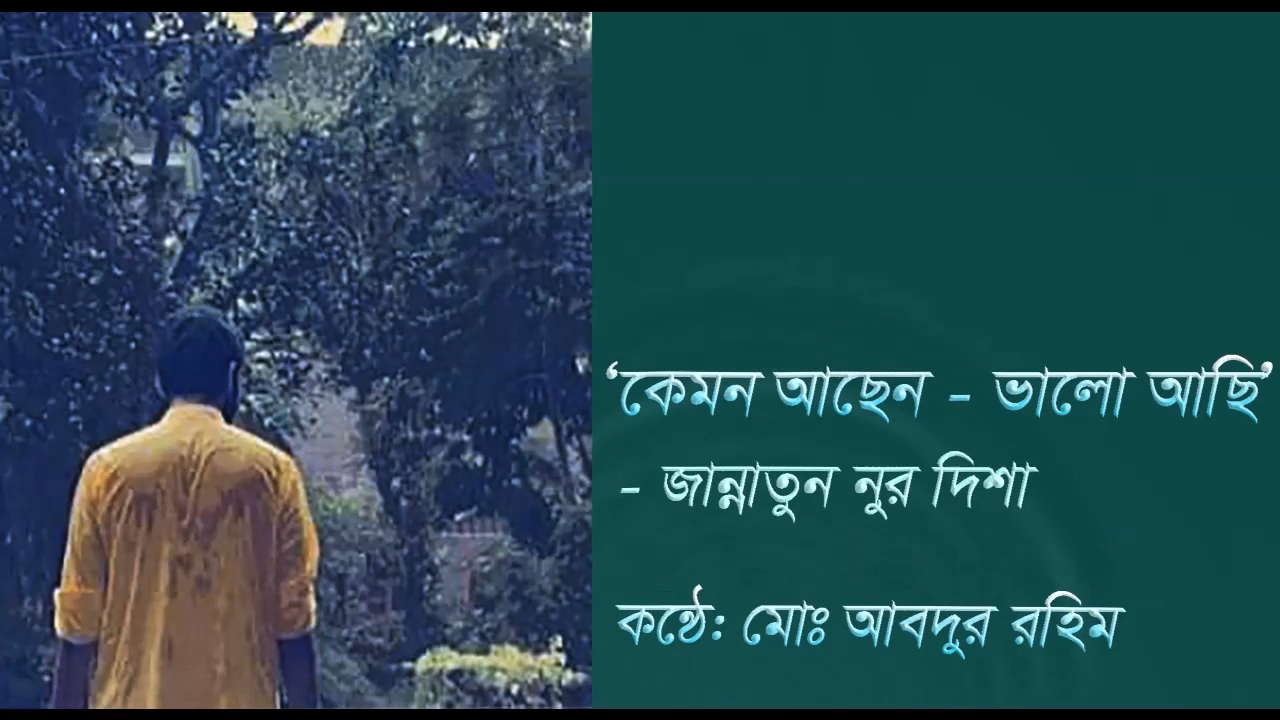 ‘কেমন আছেন - ভালো আছি’
- জান্নাতুন নুর দিশা
কন্ঠে: মোঃ আবদুর রহিম